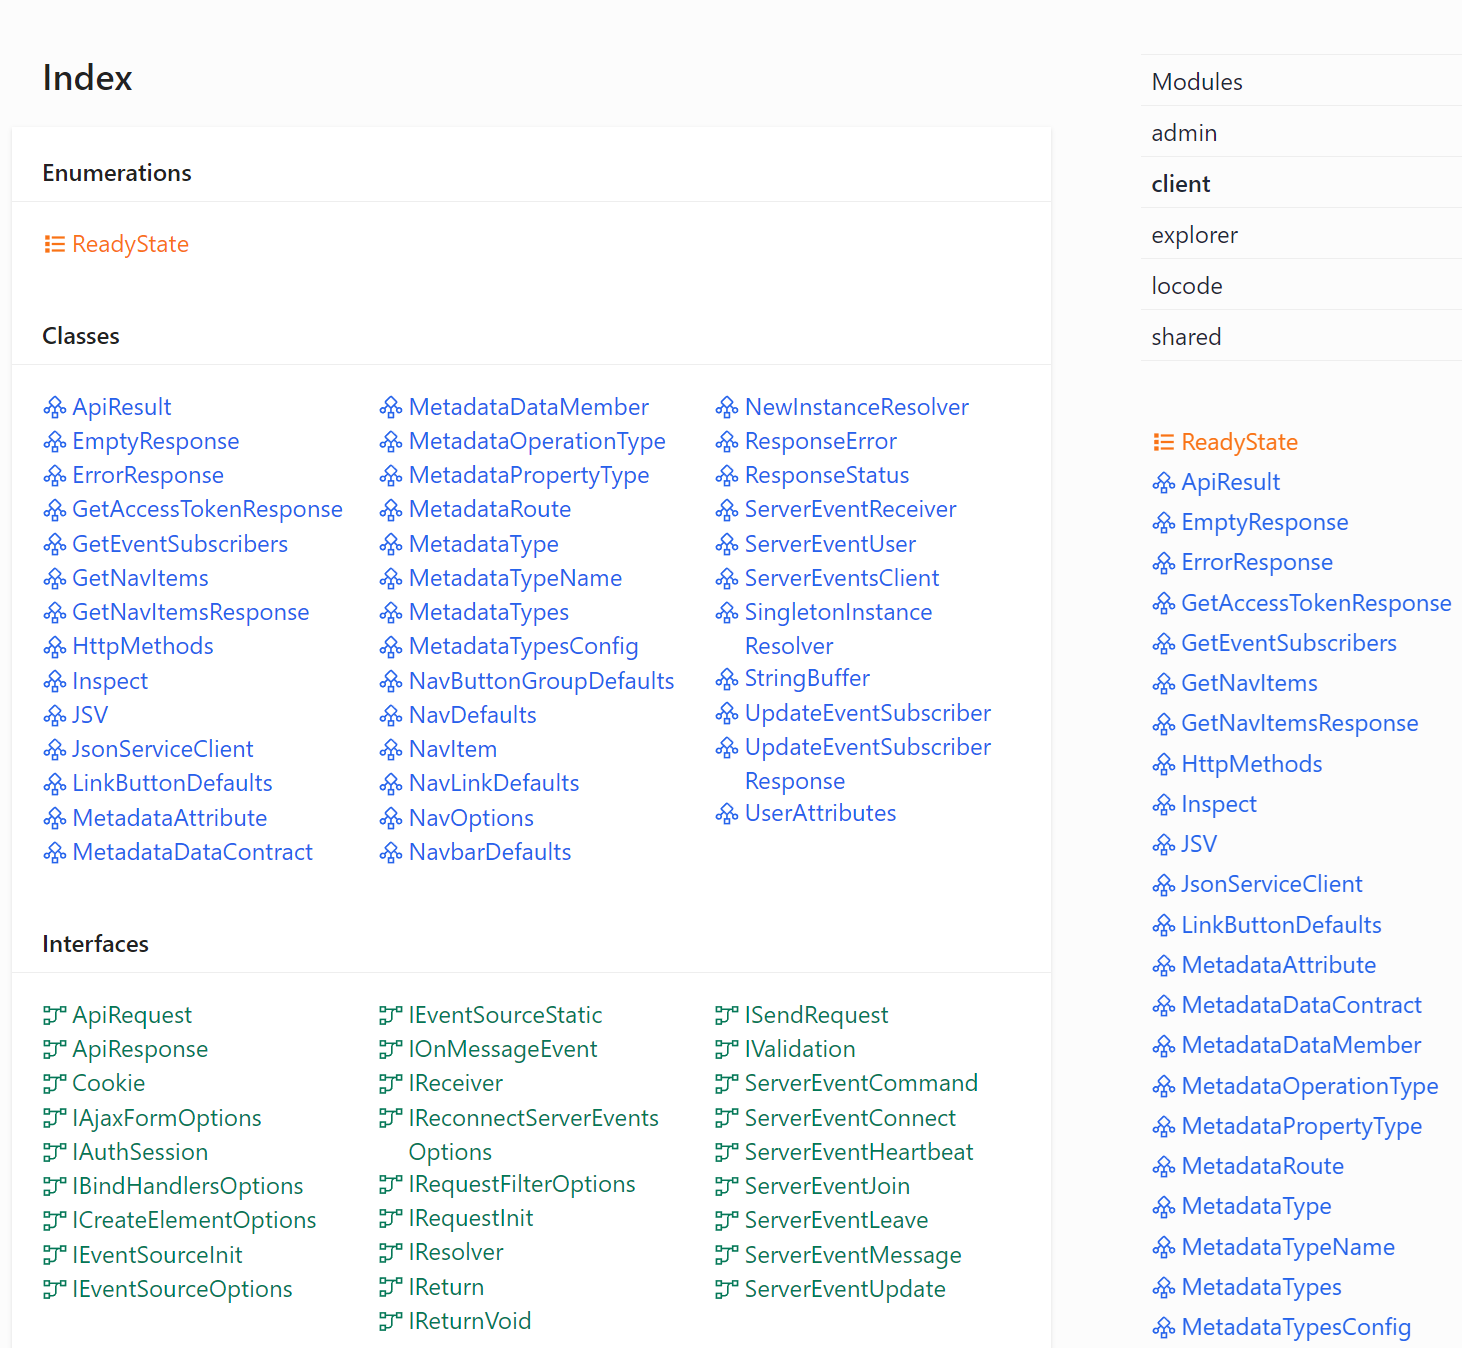 Index
Enumerations
ReadyState
Classes
ApiResult
EmptyResponse
ErrorResponse
GetAccessTokenResponse
GetEventSubscribers
GetNavItems
GetNavItemsResponse
HttpMethods
Inspect
JSV
JsonServiceClient
LinkButtonDefaults
MetadataAttribute
MetadataDataContract
MetadataDataMember
MetadataOperationType
MetadataPropertyType
MetadataRoute
MetadataType
MetadataTypeName
MetadataTypes
MetadataTypesConfig
NavButtonGroupDefaults
NavDefaults
NavItem
NavLinkDefaults
NavOptions
NavbarDefaults
NewInstanceResolver
ResponseError
ResponseStatus
ServerEventReceiver
ServerEventUser
ServerEventsClient
SingletonInstance
Resolver
StringBuffer
UpdateEventSubscriber
UpdateEventSubscriber
Response
UserAttributes
Interfaces
ApiRequest
ApiResponse
Cookie
IAjaxFormOptions
IAuthSession
IBindHandlersOptions
ICreateElementOptions
IEventSourceInit
IEventSourceOptions
IEventSourceStatic
IOnMessageEvent
IReceiver
IReconnectServerEvents
Options
IRequestFilterOptions
IRequestInit
IResolver
IReturn
IReturnVoid
ISendRequest
IValidation
ServerEventCommand
ServerEventConnect
ServerEventHeartbeat
ServerEventJoin
ServerEventLeave
ServerEventMessage
ServerEventUpdate
Modules
admin
client
explorer
locode
shared
ReadyState
ApiResult
EmptyResponse
ErrorResponse
GetAccessTokenResponse
GetEventSubscribers
GetNavItems
GetNavItemsResponse
HttpMethods
Inspect
JSV
JsonServiceClient
LinkButtonDefaults
MetadataAttribute
MetadataDataContract
MetadataDataMember
MetadataOperationType
MetadataPropertyType
MetadataRoute
MetadataType
MetadataTypeName
MetadataTypes
MetadataTypesConfig